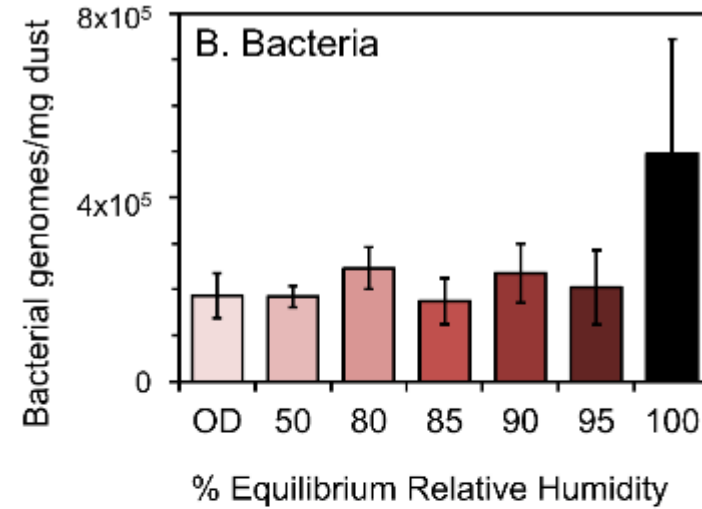 8x10⁵
B. Bacteria
Bacterial genomes/mg dust
4x10⁵
0
OD 50 80 85 90 95 100
% Equilibrium Relative Humidity